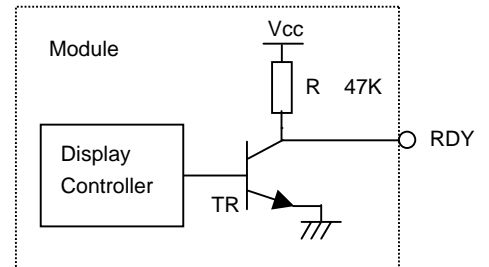 Vcc
Module
R 47K
RDY
Display
Controller
TR